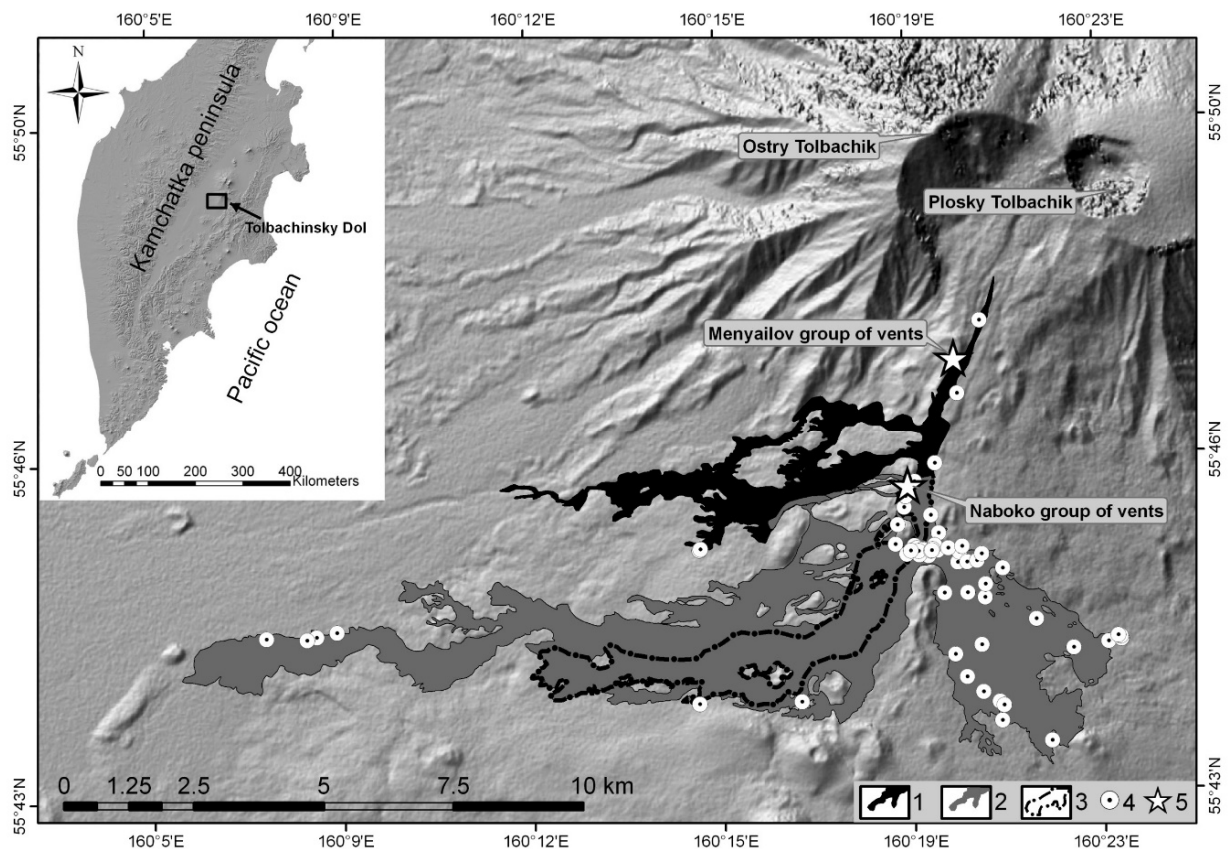 160°5'E 160°9'E 160°12'E 160°15'E 160°19'E 160°23'E
N
Kamchatka peninsula
Tolbachinsky Dol
Pacific ocean
0 50 100 200 300 400 Kilometers
55°50'N 55°50'N
Ostry Tolbachik
Plosky Tolbachik
Menyailov group of vents
55°46'N 55°46'N
Naboko group of vents
0 1.25 2.5 5 7.5 10 km
1 2 3 4 5
55°43'N 55°43'N
160°5'E 160°9'E 160°12'E 160°15'E 160°19'E 160°23'E